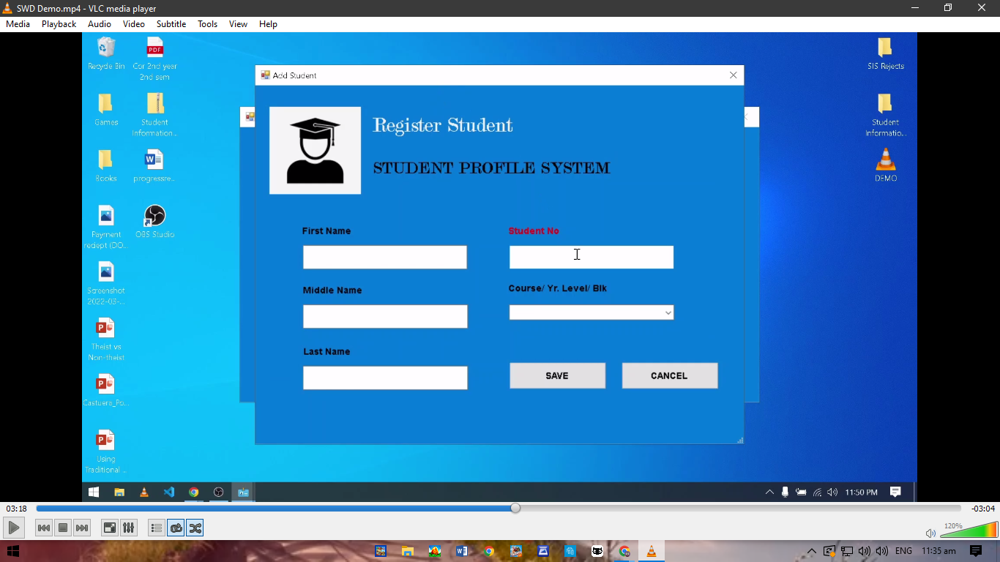 SWD Demo.mp4 - VLC media player
Media Playback Audio Video Subtitle Tools View Help
Recycle Bin
PDF
Cor 2nd year
2nd sem
Games
Student
Information...
Books
W
progressre...
Payment
redept (DO...
OBS Studio
Screenshot
2022-03-...
P
Theist vs
Non-theist
P
Castuera_Po...
P
Using
Traditional ...
SIS Rejects
Student
Informatio...
DEMO
Add Student
Register Student
STUDENT PROFILE SYSTEM
First Name
Student No
Middle Name
Course/ Yr. Level/ Blk
Last Name
SAVE
CANCEL
11:50 PM
03:18
-03:04
120%
W
ENG
11:35 am